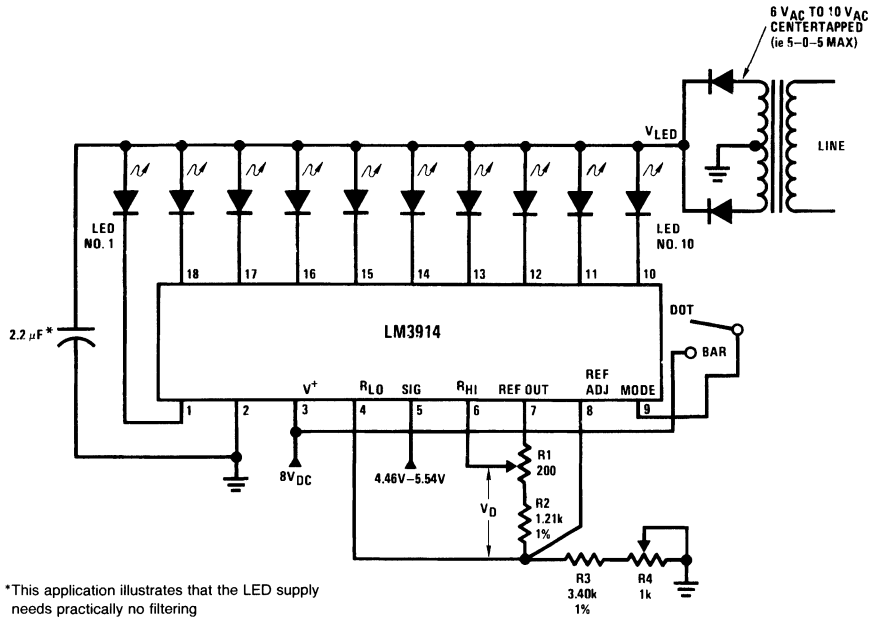 6 VAC TO 10 VAC
CENTERTAPPED
(ie 5–0–5 MAX)
VLED
LINE
LED
NO. 1
LED
NO. 10
18
17
16
15
14
13
12
11
10
2.2 µF*
LM3914
DOT
BAR
V+
RLO
SIG
RHI
REF OUT
REF
ADJ
MODE
1
2
3
4
5
6
7
8
9
8VDC
4.46V–5.54V
R1
200
VD
R2
1.21k
1%
R3
3.40k
1%
R4
1k
*This application illustrates that the LED supply
needs practically no filtering